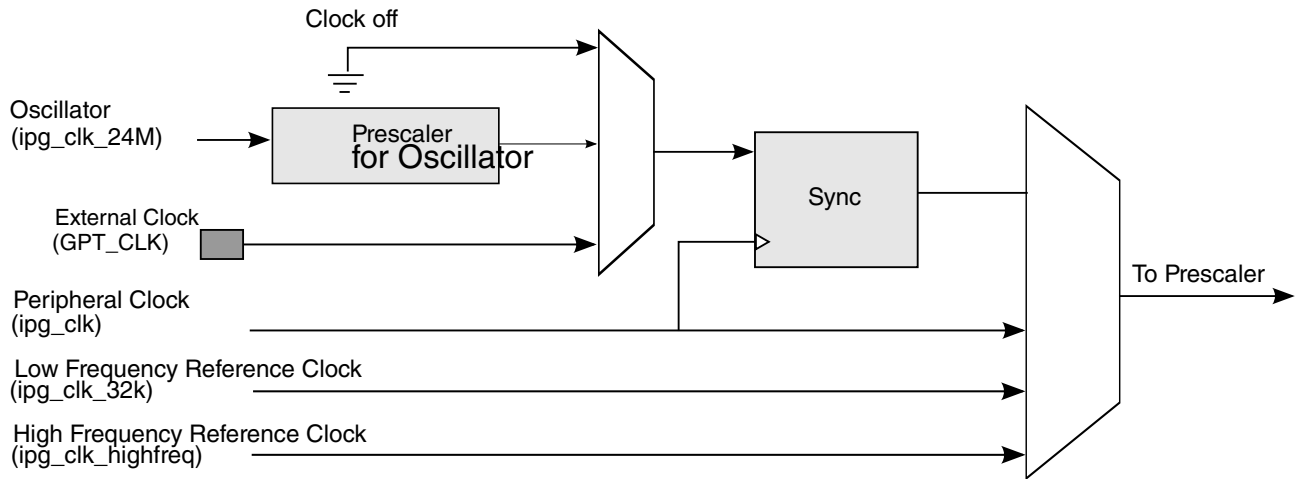 Clock off
Oscillator
(ipg_clk_24M)
Prescaler
for Oscillator
External Clock
(GPT_CLK)
Sync
To Prescaler
Peripheral Clock
(ipg_clk)
Low Frequency Reference Clock
(ipg_clk_32k)
High Frequency Reference Clock
(ipg_clk_highfreq)